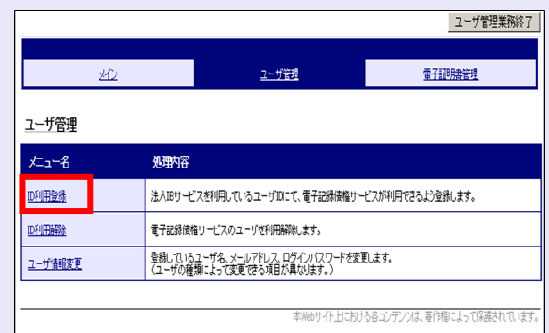 ユーザ管理業務終了
メイン ユーザ管理 電子証明書管理
ユーザ管理
メニュー名 処理内容
ID利用登録 法人IBサービスを利用しているユーザIDにて、電子記録債権サービスが利用できるよう登録します。
ID利用解除 電子記録債権サービスのユーザを利用解除します。
ユーザ情報変更 登録しているユーザ名、メールアドレス、ログインパスワードを変更します。
(ユーザの種類によって変更できる項目が異なります。)
本Webサイト上における各コンテンツは、著作権によって保護されています。